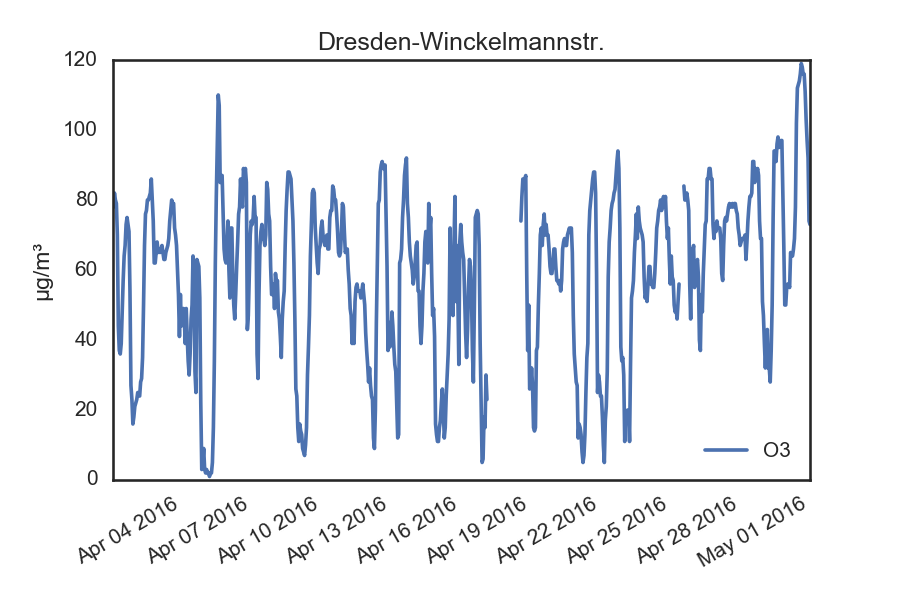 Dresden-Winckelmannstr.
120
100
80
60
40
20
0
µg/m³
O3
Apr 04 2016
Apr 07 2016
Apr 10 2016
Apr 13 2016
Apr 16 2016
Apr 19 2016
Apr 22 2016
Apr 25 2016
Apr 28 2016
May 01 2016